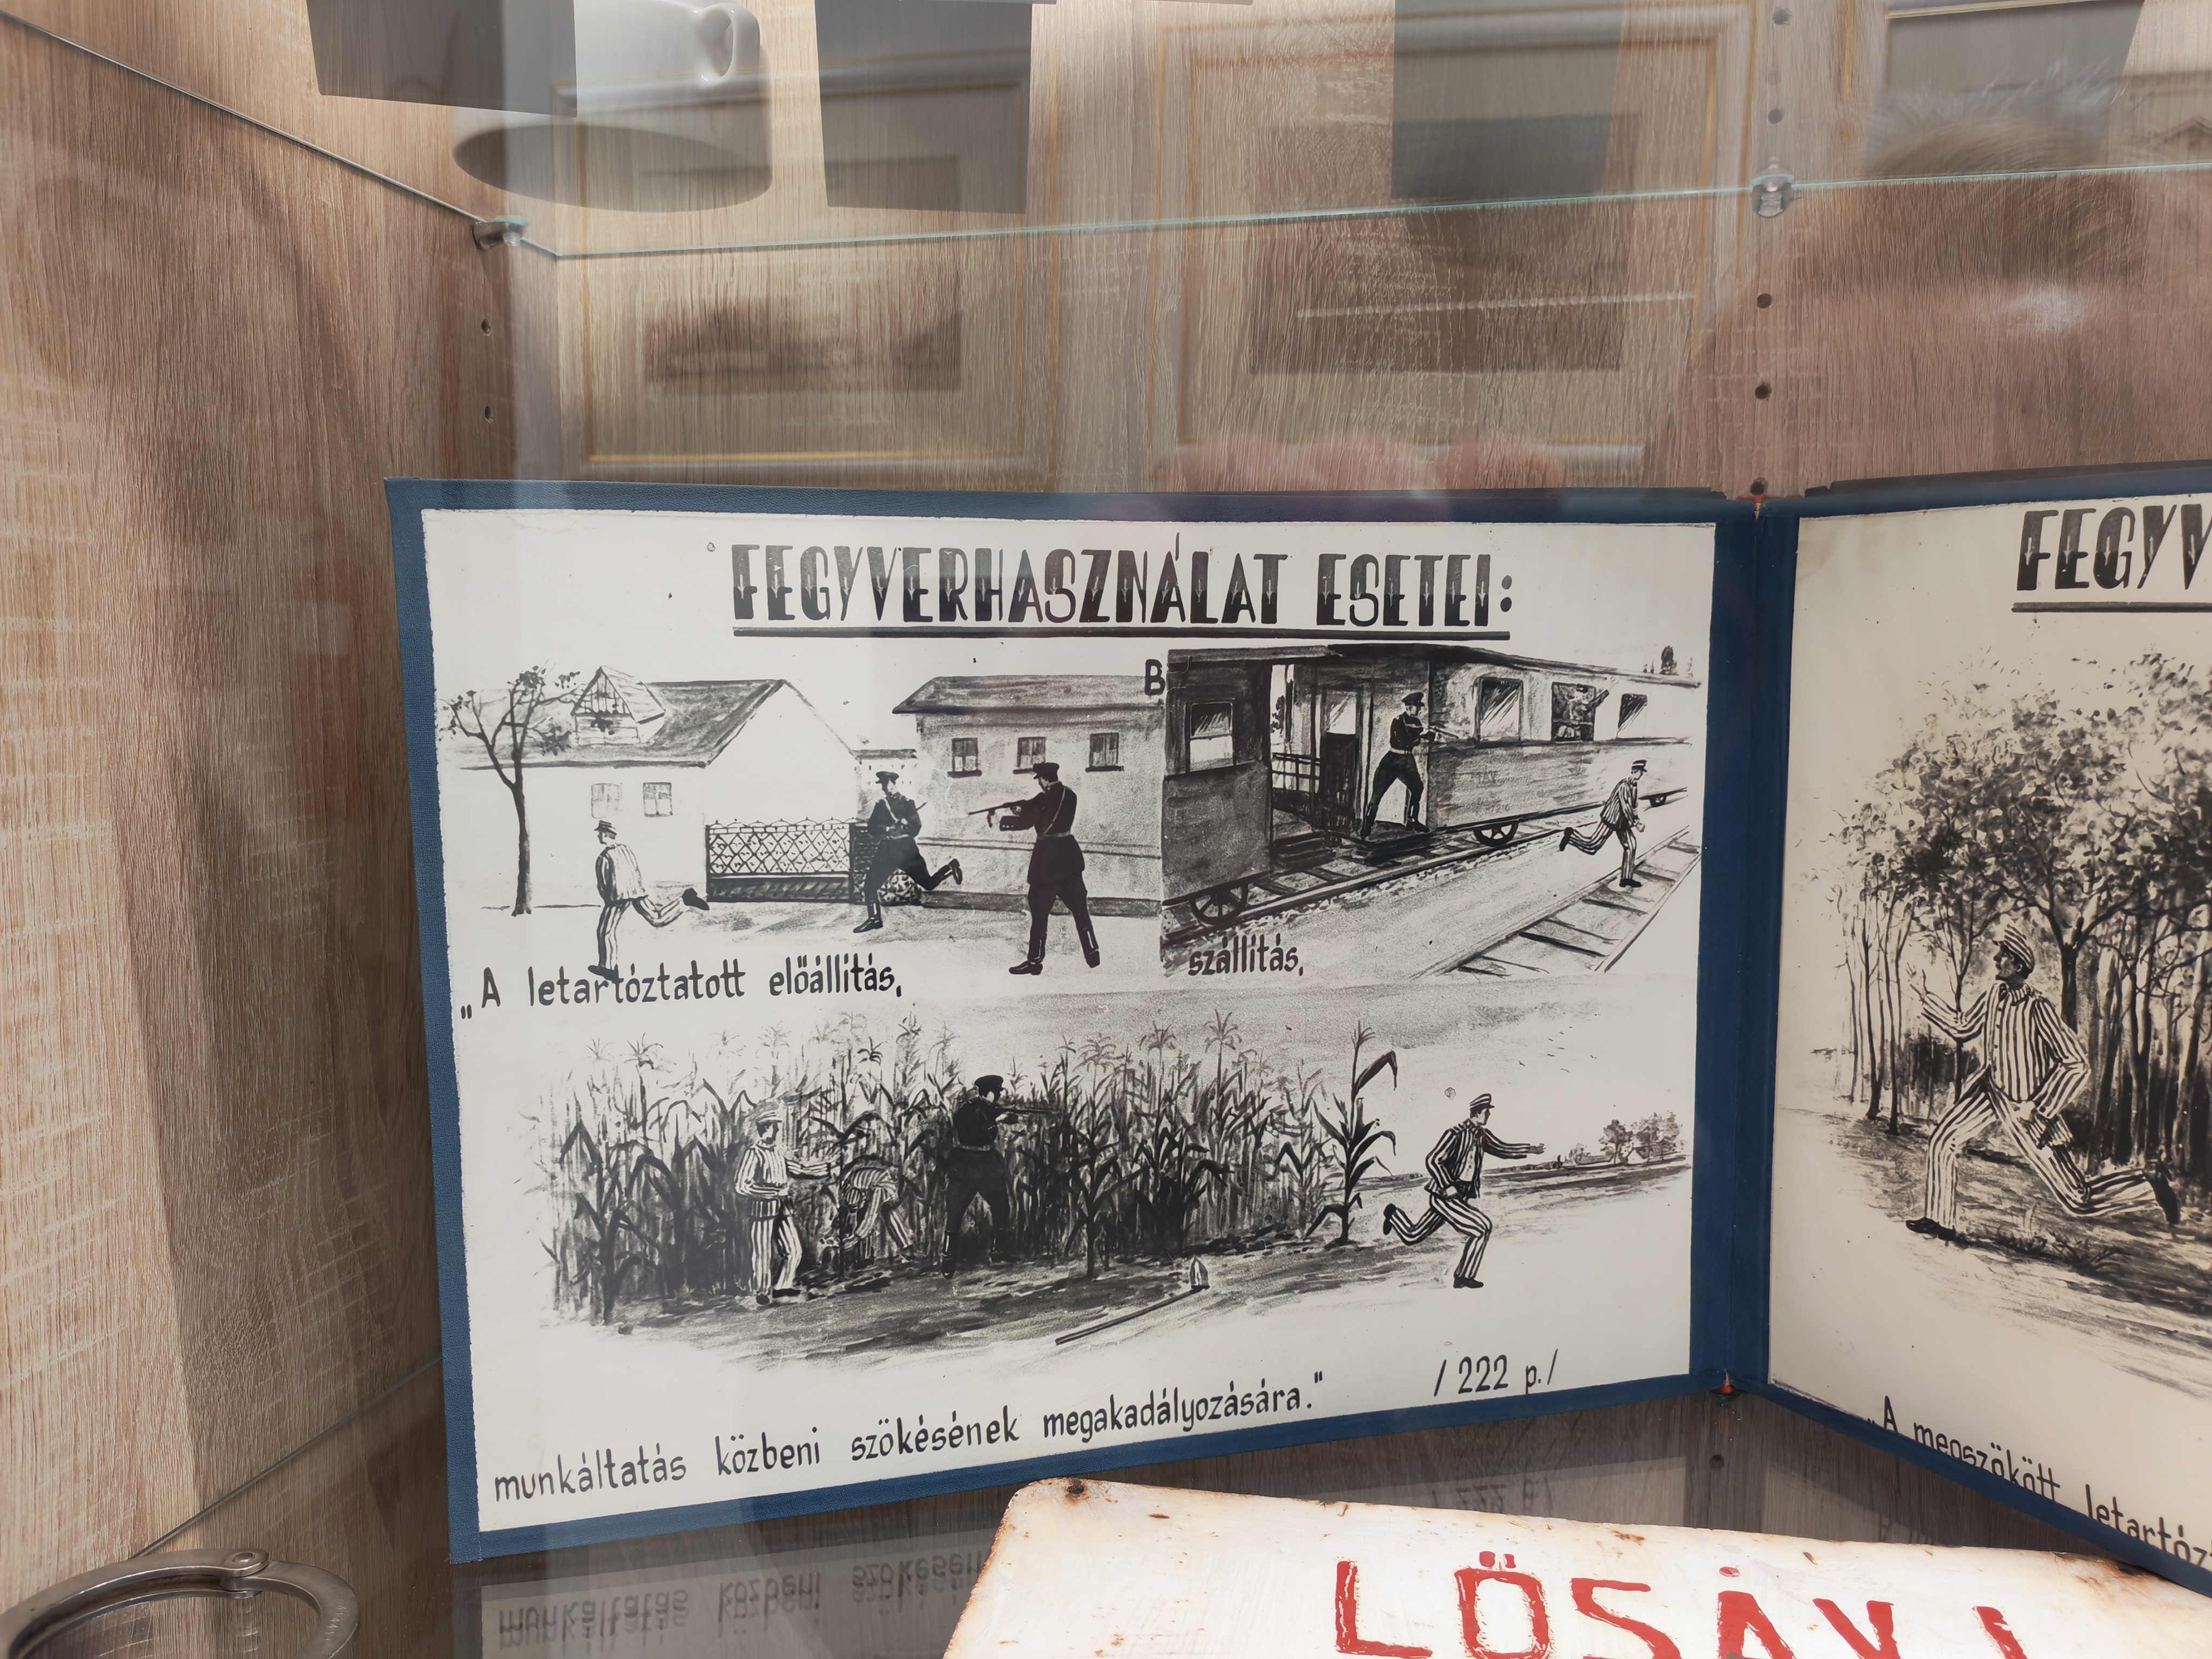 FEGYVERHASZNÁLAT ESETEI:
B
„A letartóztatott előállítás,
szállítás,
munkáltatás közbeni szökésének megakadályozására."
/222 p./
FEGYV
„A megszökött letartóz
LŐSÁV!